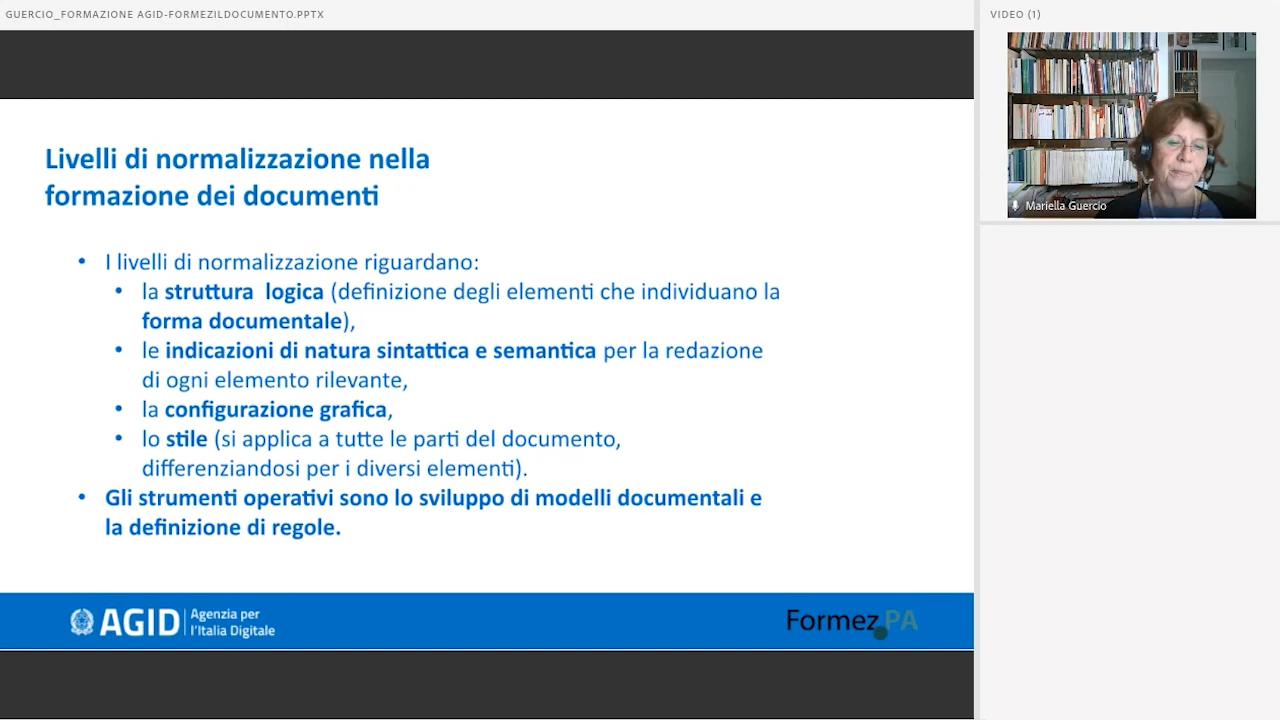 GUERCIO_FORMAZIONE AGID-FORMEZILDOCUMENTO.PPTX
VIDEO (1)
Mariella Guercio
Livelli di normalizzazione nella
formazione dei documenti
• I livelli di normalizzazione riguardano:
• la struttura logica (definizione degli elementi che individuano la
forma documentale),
• le indicazioni di natura sintattica e semantica per la redazione
di ogni elemento rilevante,
• la configurazione grafica,
• lo stile (si applica a tutte le parti del documento,
differenziandosi per i diversi elementi).
• Gli strumenti operativi sono lo sviluppo di modelli documentali e
la definizione di regole.
AGID
Agenzia per
l'Italia Digitale
Formez PA